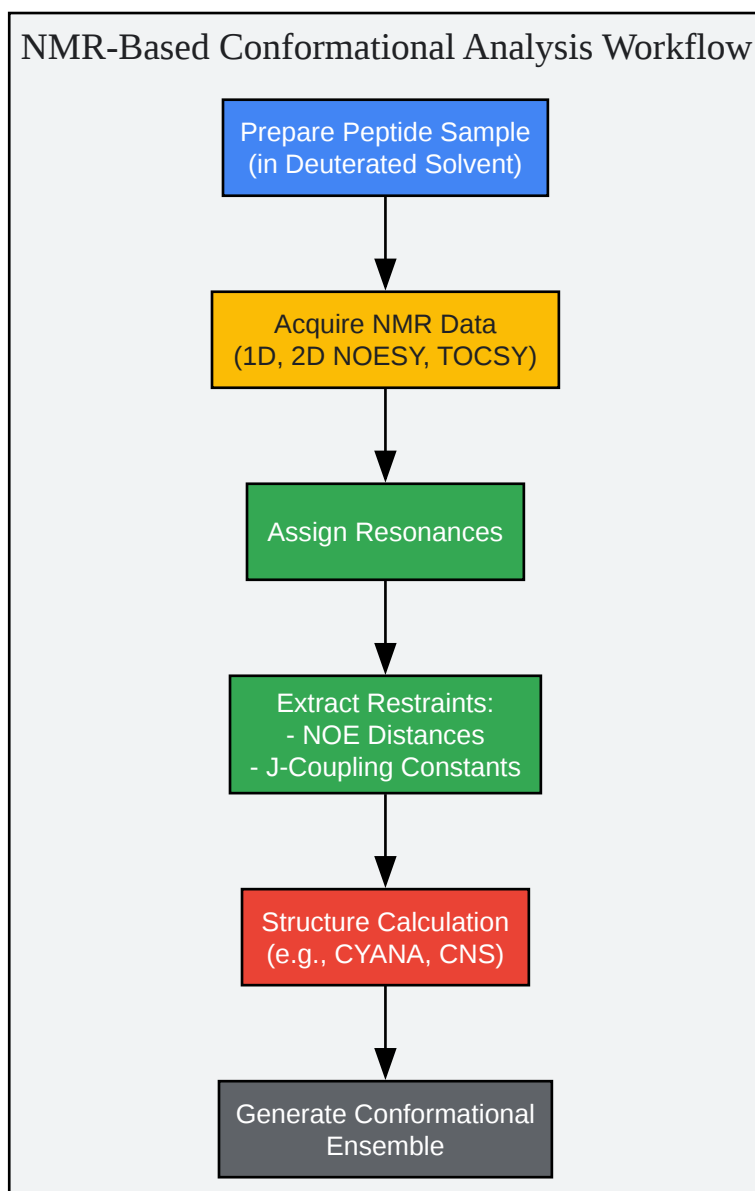 NMR-Based Conformational Analysis Workflow
Prepare Peptide Sample
(in Deuterated Solvent)
Acquire NMR Data
(1D, 2D NOESY, TOCSY)
Assign Resonances
Extract Restraints:
- NOE Distances
- J-Coupling Constants
Structure Calculation
(e.g., CYANA, CNS)
Generate Conformational
Ensemble